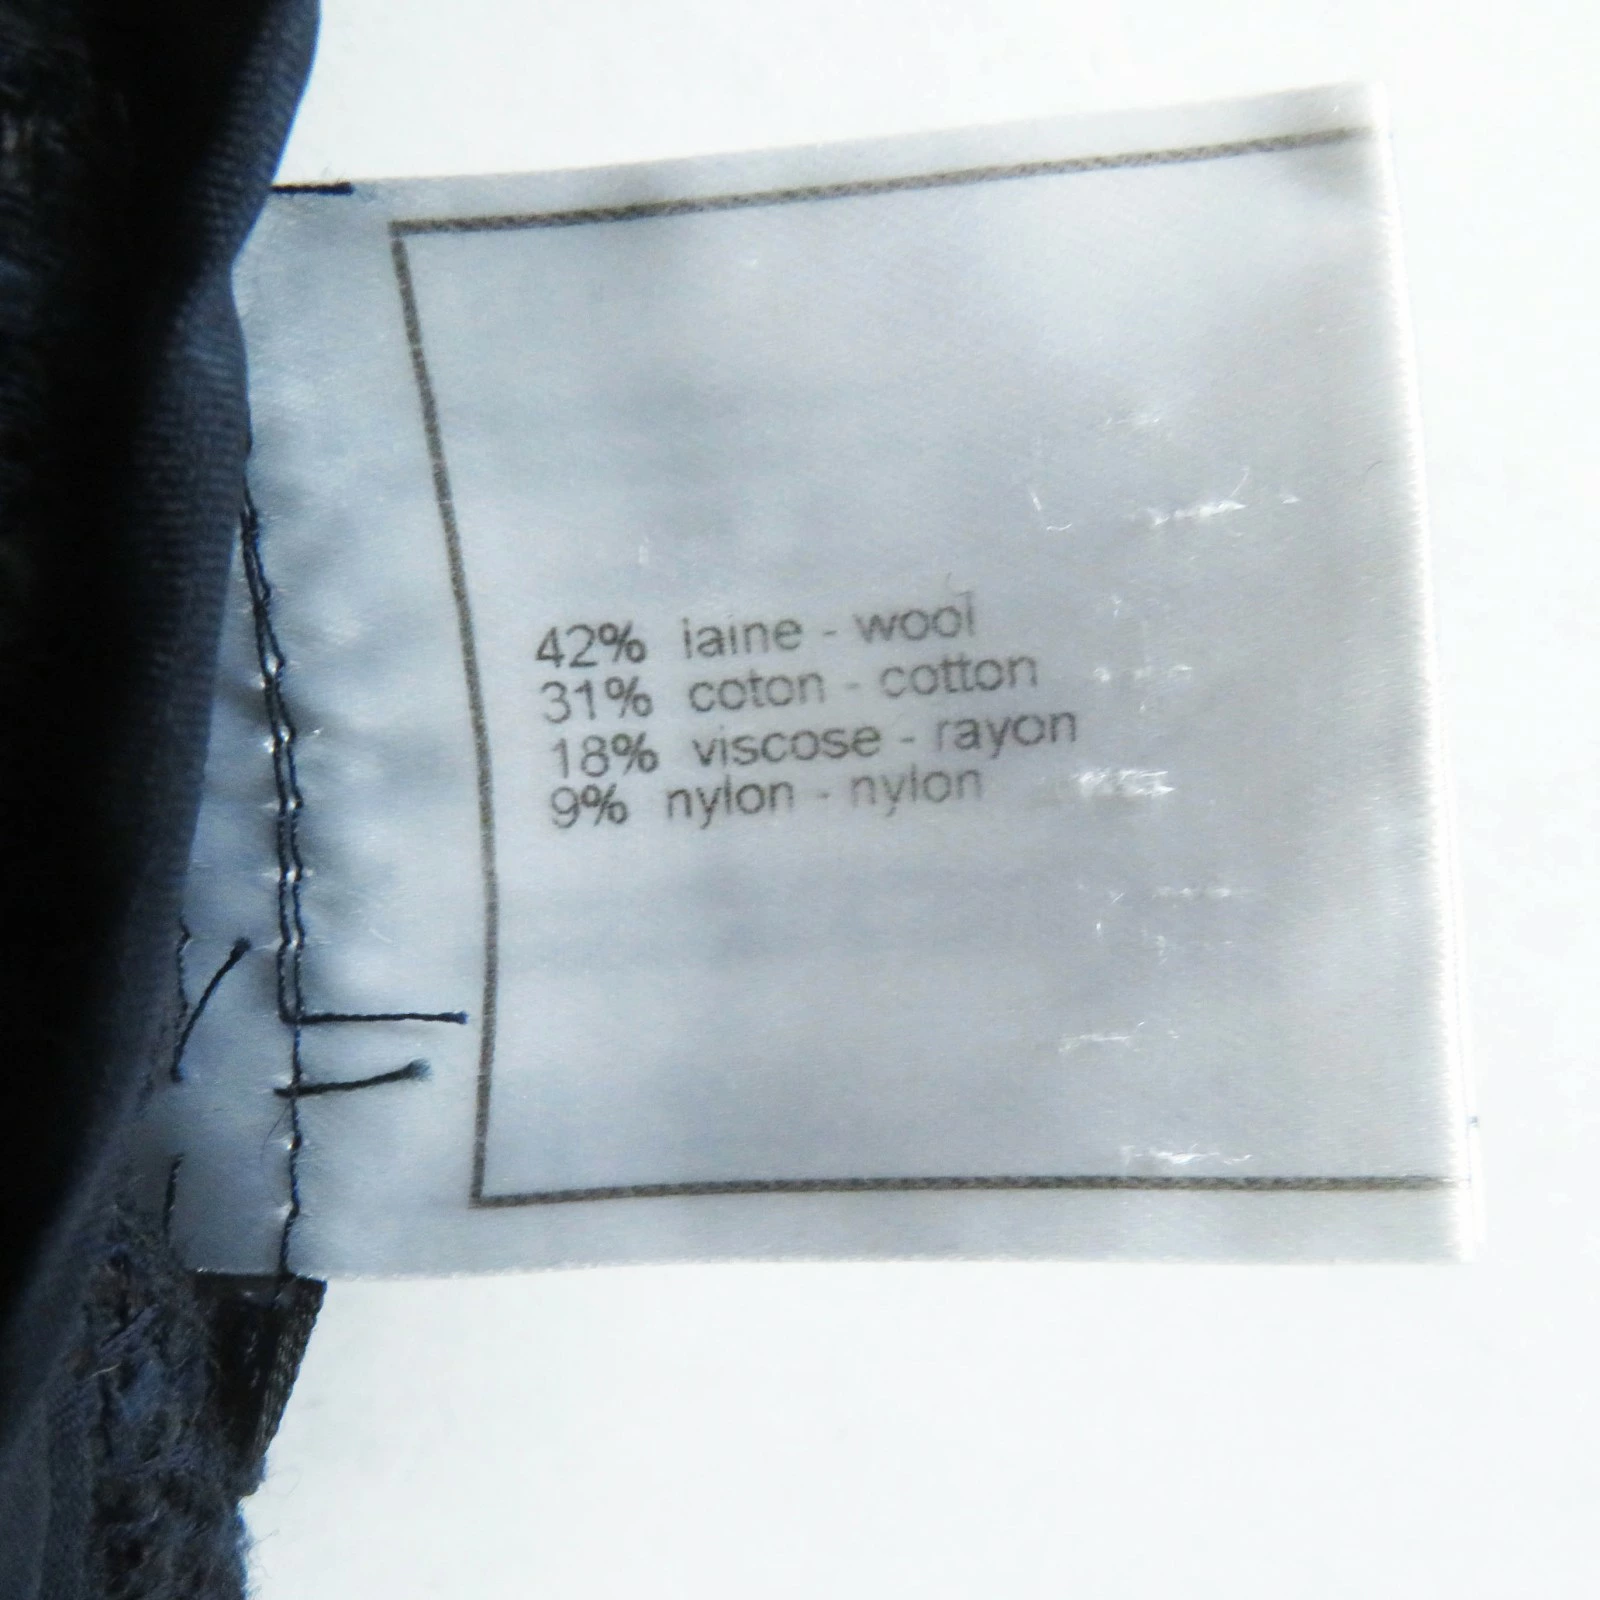 42% laine - wool
31% coton - cotton
18% viscose - rayon
9% nylon - nylon